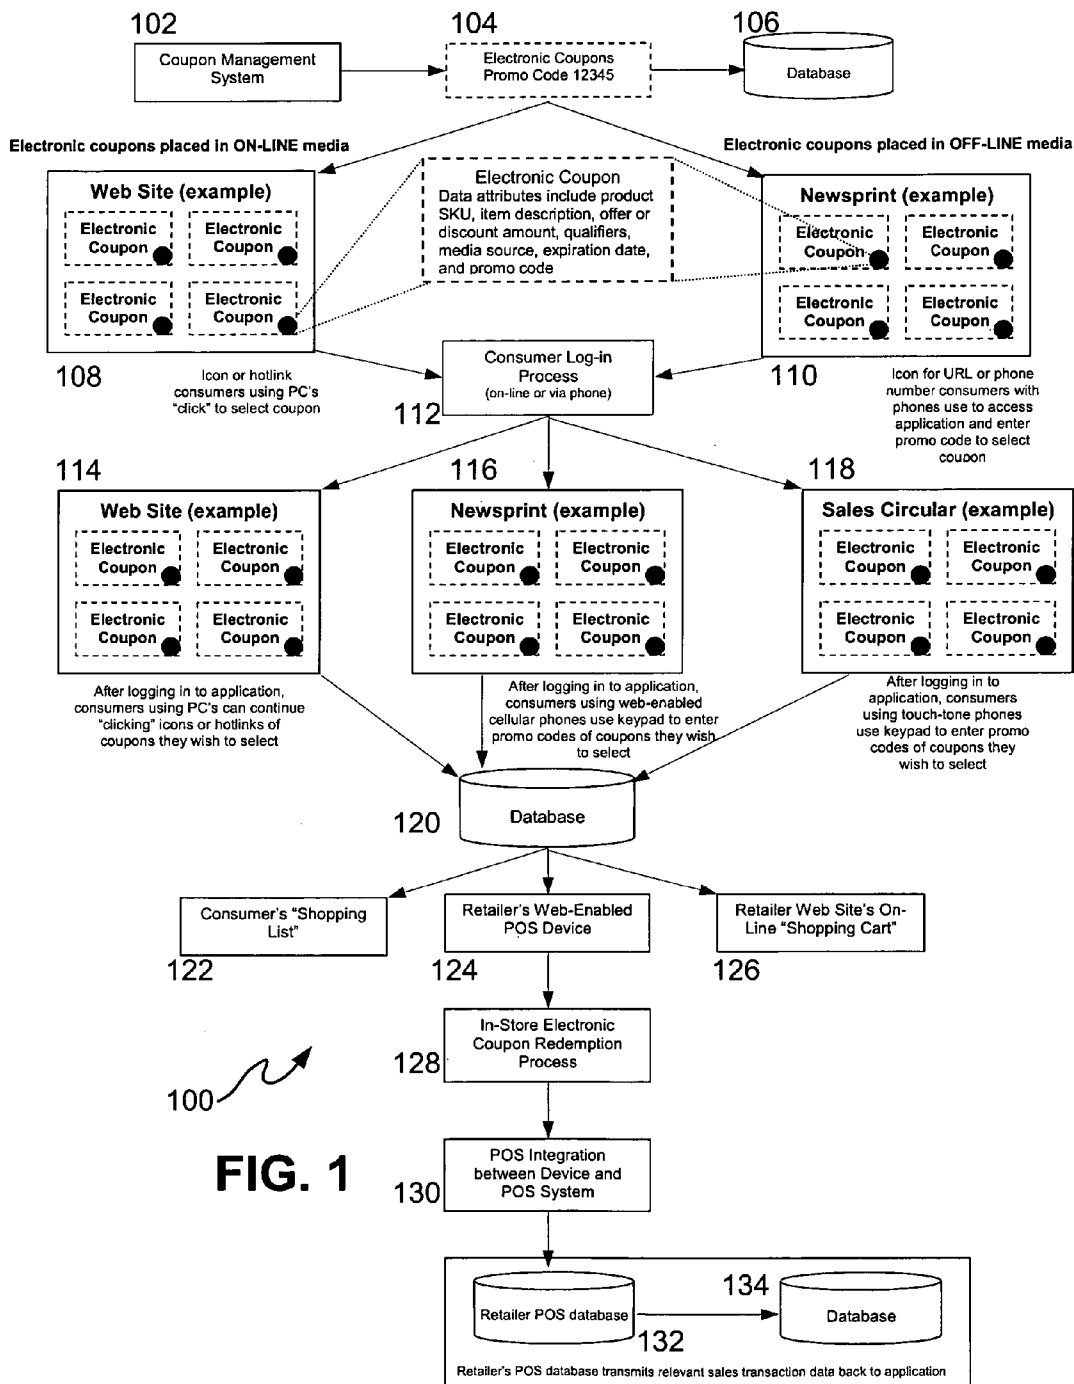 102
104
106
Coupon Management
System
Electronic Coupons
Promo Code 12345
Database
Electronic coupons placed in ON-LINE media
Electronic coupons placed in OFF-LINE media
Web Site (example)
Electronic
Coupon
Electronic
Coupon
Electronic
Coupon
Electronic
Coupon
Electronic Coupon
Data attributes include product
SKU, item description, offer or
discount amount, qualifiers,
media source, expiration date,
and promo code
Newsprint (example)
Electronic
Coupon
Electronic
Coupon
Electronic
Coupon
Electronic
Coupon
108
Icon or hotlink
consumers using PC's
"click" to select coupon
Consumer Log-in
Process
(on-line or via phone)
112
110
Icon for URL or phone
number consumers with
phones use to access
application and enter
promo code to select
coupon
114
116
118
Web Site (example)
Electronic
Coupon
Electronic
Coupon
Electronic
Coupon
Electronic
Coupon
Newsprint (example)
Electronic
Coupon
Electronic
Coupon
Electronic
Coupon
Electronic
Coupon
Sales Circular (example)
Electronic
Coupon
Electronic
Coupon
Electronic
Coupon
Electronic
Coupon
After logging in to application,
consumers using PC's can continue
"clicking" icons or hotlinks of
coupons they wish to select
After logging in to application,
consumers using web-enabled
cellular phones use keypad to enter
promo codes of coupons they wish
to select
After logging in to
application, consumers
using touch-tone phones
use keypad to enter promo
codes of coupons they
wish to select
120
Database
Consumer's "Shopping
List"
Retailer's Web-Enabled
POS Device
Retailer Web Site's On-
Line "Shopping Cart"
122
124
126
In-Store Electronic
Coupon Redemption
Process
128
100
FIG. 1
POS Integration
between Device and
POS System
130
Retailer POS database
132
134
Database
Retailer's POS database transmits relevant sales transaction data back to application